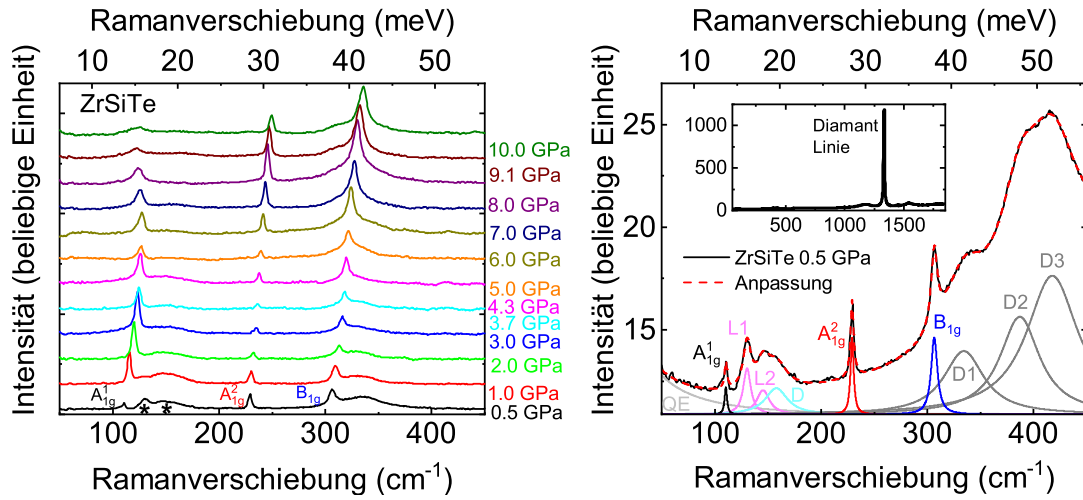 Ramanverschiebung (meV)
10 20 30 40 50
Intensität (beliebige Einheit)
ZrSiTe
10.0 GPa
9.1 GPa
8.0 GPa
7.0 GPa
6.0 GPa
5.0 GPa
4.3 GPa
3.7 GPa
3.0 GPa
2.0 GPa
1.0 GPa
0.5 GPa
A¹1g
* *
A²1g
B1g
100 200 300 400
Ramanverschiebung (cm⁻¹)
Ramanverschiebung (meV)
10 20 30 40 50
Intensität (beliebige Einheit)
25
20
15
1000
500
0
Diamant
Linie
500 1000 1500
ZrSiTe 0.5 GPa
Anpassung
A¹1g
L1
L2
D
A²1g
B1g
D1
D2
D3
QE
100 200 300 400
Ramanverschiebung (cm⁻¹)